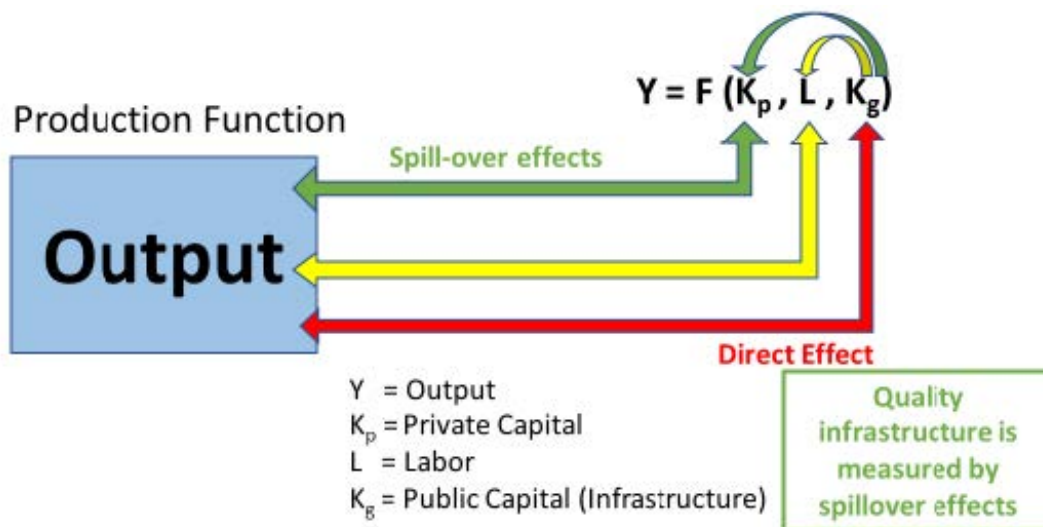 Y = F (Kp , L , Kg)
Production Function
Spill-over effects
Output
Direct Effect
Y = Output
Kp = Private Capital
L = Labor
Kg = Public Capital (Infrastructure)
Quality
infrastructure is
measured by
spillover effects